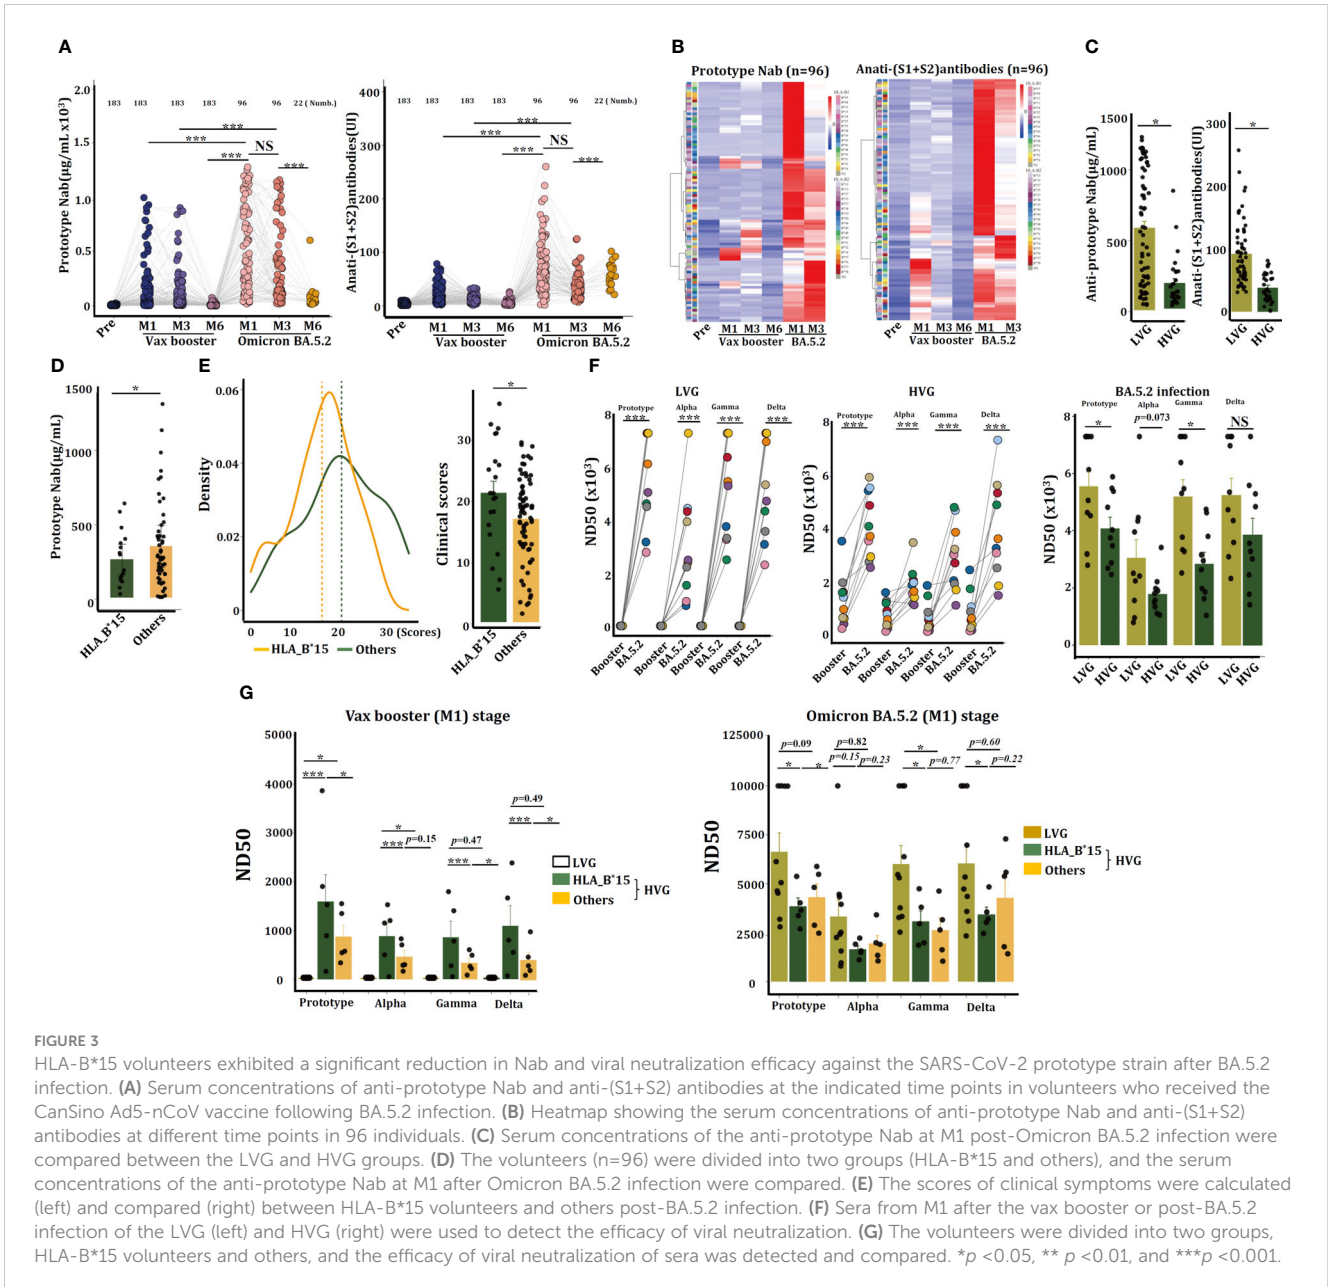 A
Prototype Nab(μg/mL x10³)
2.0
1.5
1.0
0.5
0
183 183 183 183 96 96 22 ( Numb.)
***
***
***
NS
***
Pre M1 M3 M6 M1 M3 M6
Vax booster Omicron BA.5.2
Anti-(S1+S2)antibodies(UI)
400
300
200
100
0
183 183 183 183 96 96 22 ( Numb.)
***
***
***
NS
***
Pre M1 M3 M6 M1 M3 M6
Vax booster Omicron BA.5.2
B
Prototype Nab (n=96)
HLA-B1
HLA-B2
Pre M1 M3 M6 M1 M3
Vax booster BA.5.2
Anati-(S1+S2)antibodies (n=96)
HLA-B1
HLA-B2
Pre M1 M3 M6 M1 M3
Vax booster BA.5.2
C
Anti-prototype Nab(μg/mL)
1500
1000
500
0
*
LVG HVG
Anati-(S1+S2)antibodies(UI)
300
200
100
0
*
LVG HVG
D
Prototype Nab(μg/mL)
1500
1000
500
0
*
HLA_B*15 Others
E
Density
0.06
0.04
0.02
0
0 10 20 30 (Scores)
HLA_B*15 Others
Clinical scores
30
20
10
0
*
HLA_B*15 Others
F
LVG
ND50 (x10³)
8
6
4
2
0
Prototype Alpha Gamma Delta
*** *** *** ***
Booster BA.5.2 Booster BA.5.2 Booster BA.5.2 Booster BA.5.2
HVG
ND50 (x10³)
8
6
4
2
0
Prototype Alpha Gamma Delta
*** *** *** ***
Booster BA.5.2 Booster BA.5.2 Booster BA.5.2 Booster BA.5.2
BA.5.2 infection
ND50 (x10³)
8
6
4
2
0
Prototype Alpha Gamma Delta
* p=0.073 * NS
LVG HVG LVG HVG LVG HVG LVG HVG
G
Vax booster (M1) stage
ND50
5000
4000
3000
2000
1000
0
*
*** *
*
*** p=0.15
p=0.47
*** *
p=0.49
*** *
Prototype Alpha Gamma Delta
LVG
HLA_B*15
Others
HVG
Omicron BA.5.2 (M1) stage
ND50
125000
10000
7500
5000
2500
0
p=0.09
* *
p=0.82
p=0.15 p=0.23
*
* p=0.77
p=0.60
* p=0.22
Prototype Alpha Gamma Delta
LVG
HLA_B*15
Others
HVG
FIGURE 3
HLA-B*15 volunteers exhibited a significant reduction in Nab and viral neutralization efficacy against the SARS-CoV-2 prototype strain after BA.5.2
infection. (A) Serum concentrations of anti-prototype Nab and anti-(S1+S2) antibodies at the indicated time points in volunteers who received the
CanSino Ad5-nCoV vaccine following BA.5.2 infection. (B) Heatmap showing the serum concentrations of anti-prototype Nab and anti-(S1+S2)
antibodies at different time points in 96 individuals. (C) Serum concentrations of the anti-prototype Nab at M1 post-Omicron BA.5.2 infection were
compared between the LVG and HVG groups. (D) The volunteers (n=96) were divided into two groups (HLA-B*15 and others), and the serum
concentrations of the anti-prototype Nab at M1 after Omicron BA.5.2 infection were compared. (E) The scores of clinical symptoms were calculated
(left) and compared (right) between HLA-B*15 volunteers and others post-BA.5.2 infection. (F) Sera from M1 after the vax booster or post-BA.5.2
infection of the LVG (left) and HVG (right) were used to detect the efficacy of viral neutralization. (G) The volunteers were divided into two groups,
HLA-B*15 volunteers and others, and the efficacy of viral neutralization of sera was detected and compared. *p <0.05, ** p <0.01, and ***p <0.001.